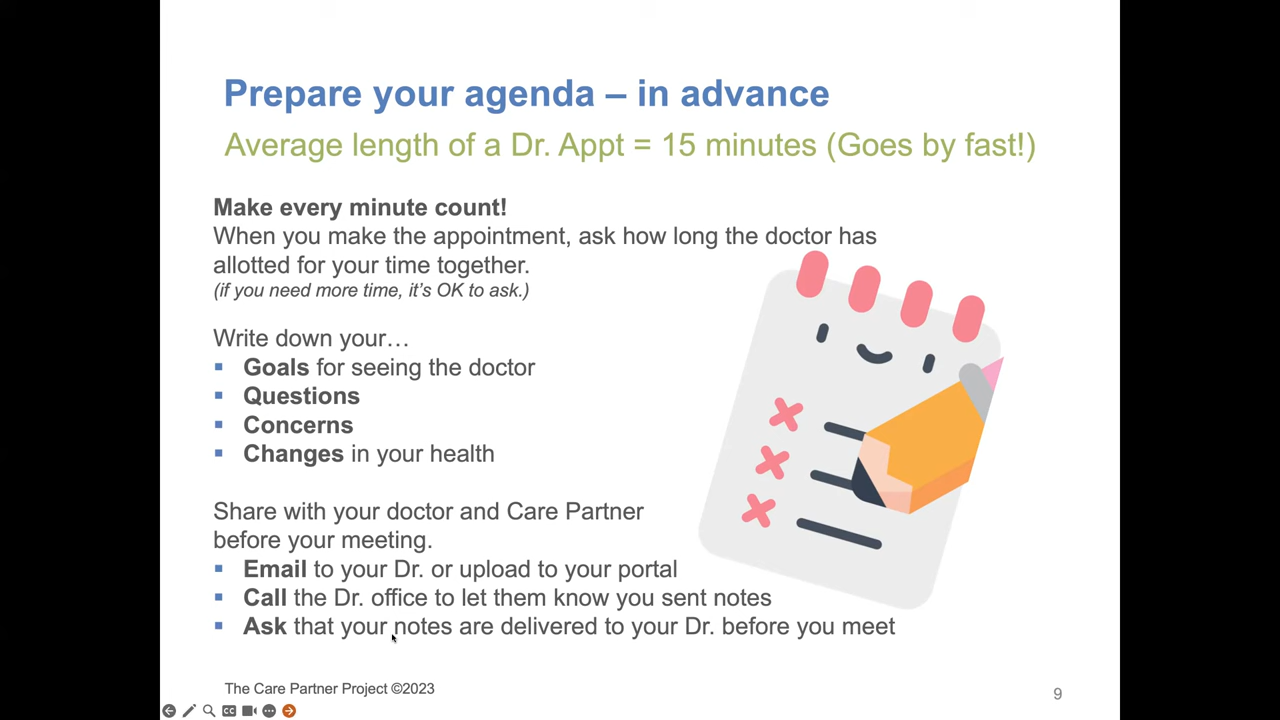 Prepare your agenda – in advance
Average length of a Dr. Appt = 15 minutes (Goes by fast!)
Make every minute count!
When you make the appointment, ask how long the doctor has
allotted for your time together.
(if you need more time, it's OK to ask.)
Write down your…
▪ Goals for seeing the doctor
▪ Questions
▪ Concerns
▪ Changes in your health
Share with your doctor and Care Partner
before your meeting.
▪ Email to your Dr. or upload to your portal
▪ Call the Dr. office to let them know you sent notes
▪ Ask that your notes are delivered to your Dr. before you meet
The Care Partner Project ©2023
9
CC